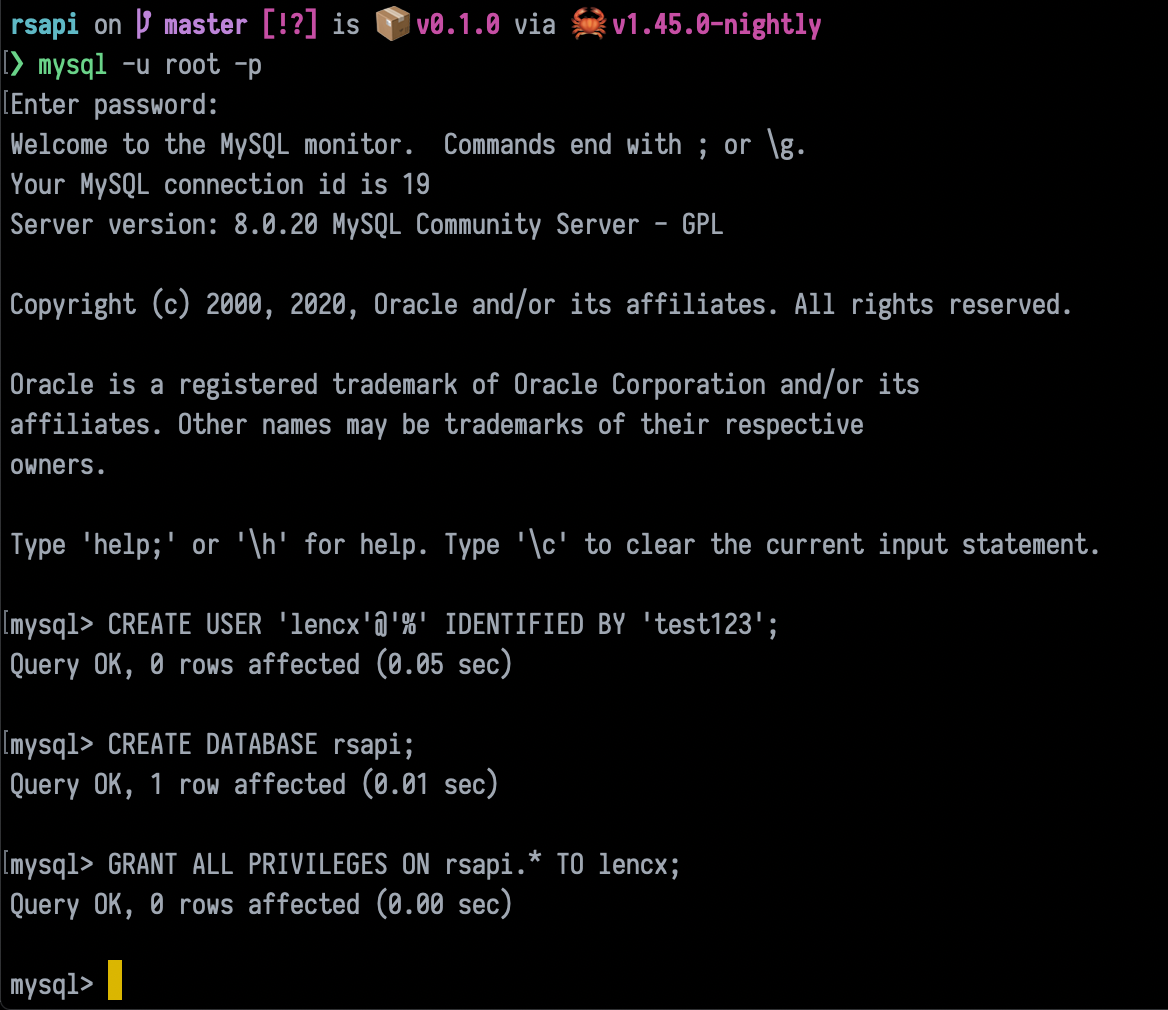 rsapi on master [!?] is 📦 v0.1.0 via 🦀 v1.45.0-nightly
❯ mysql -u root -p
Enter password:
Welcome to the MySQL monitor.  Commands end with ; or \g.
Your MySQL connection id is 19
Server version: 8.0.20 MySQL Community Server - GPL
Copyright (c) 2000, 2020, Oracle and/or its affiliates. All rights reserved.
Oracle is a registered trademark of Oracle Corporation and/or its
affiliates. Other names may be trademarks of their respective
owners.
Type 'help;' or '\h' for help. Type '\c' to clear the current input statement.
mysql> CREATE USER 'lencx'@'%' IDENTIFIED BY 'test123';
Query OK, 0 rows affected (0.05 sec)
mysql> CREATE DATABASE rsapi;
Query OK, 1 row affected (0.01 sec)
mysql> GRANT ALL PRIVILEGES ON rsapi.* TO lencx;
Query OK, 0 rows affected (0.00 sec)
mysql>